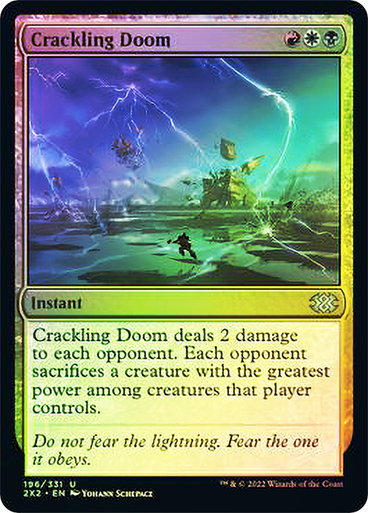 Crackling Doom
Instant
Crackling Doom deals 2 damage
to each opponent. Each opponent
sacrifices a creature with the greatest
power among creatures that player
controls.
Do not fear the lightning. Fear the one
it obeys.
196/331 U
2X2 • EN Yohann Schepacz
™ & © 2022 Wizards of the Coast